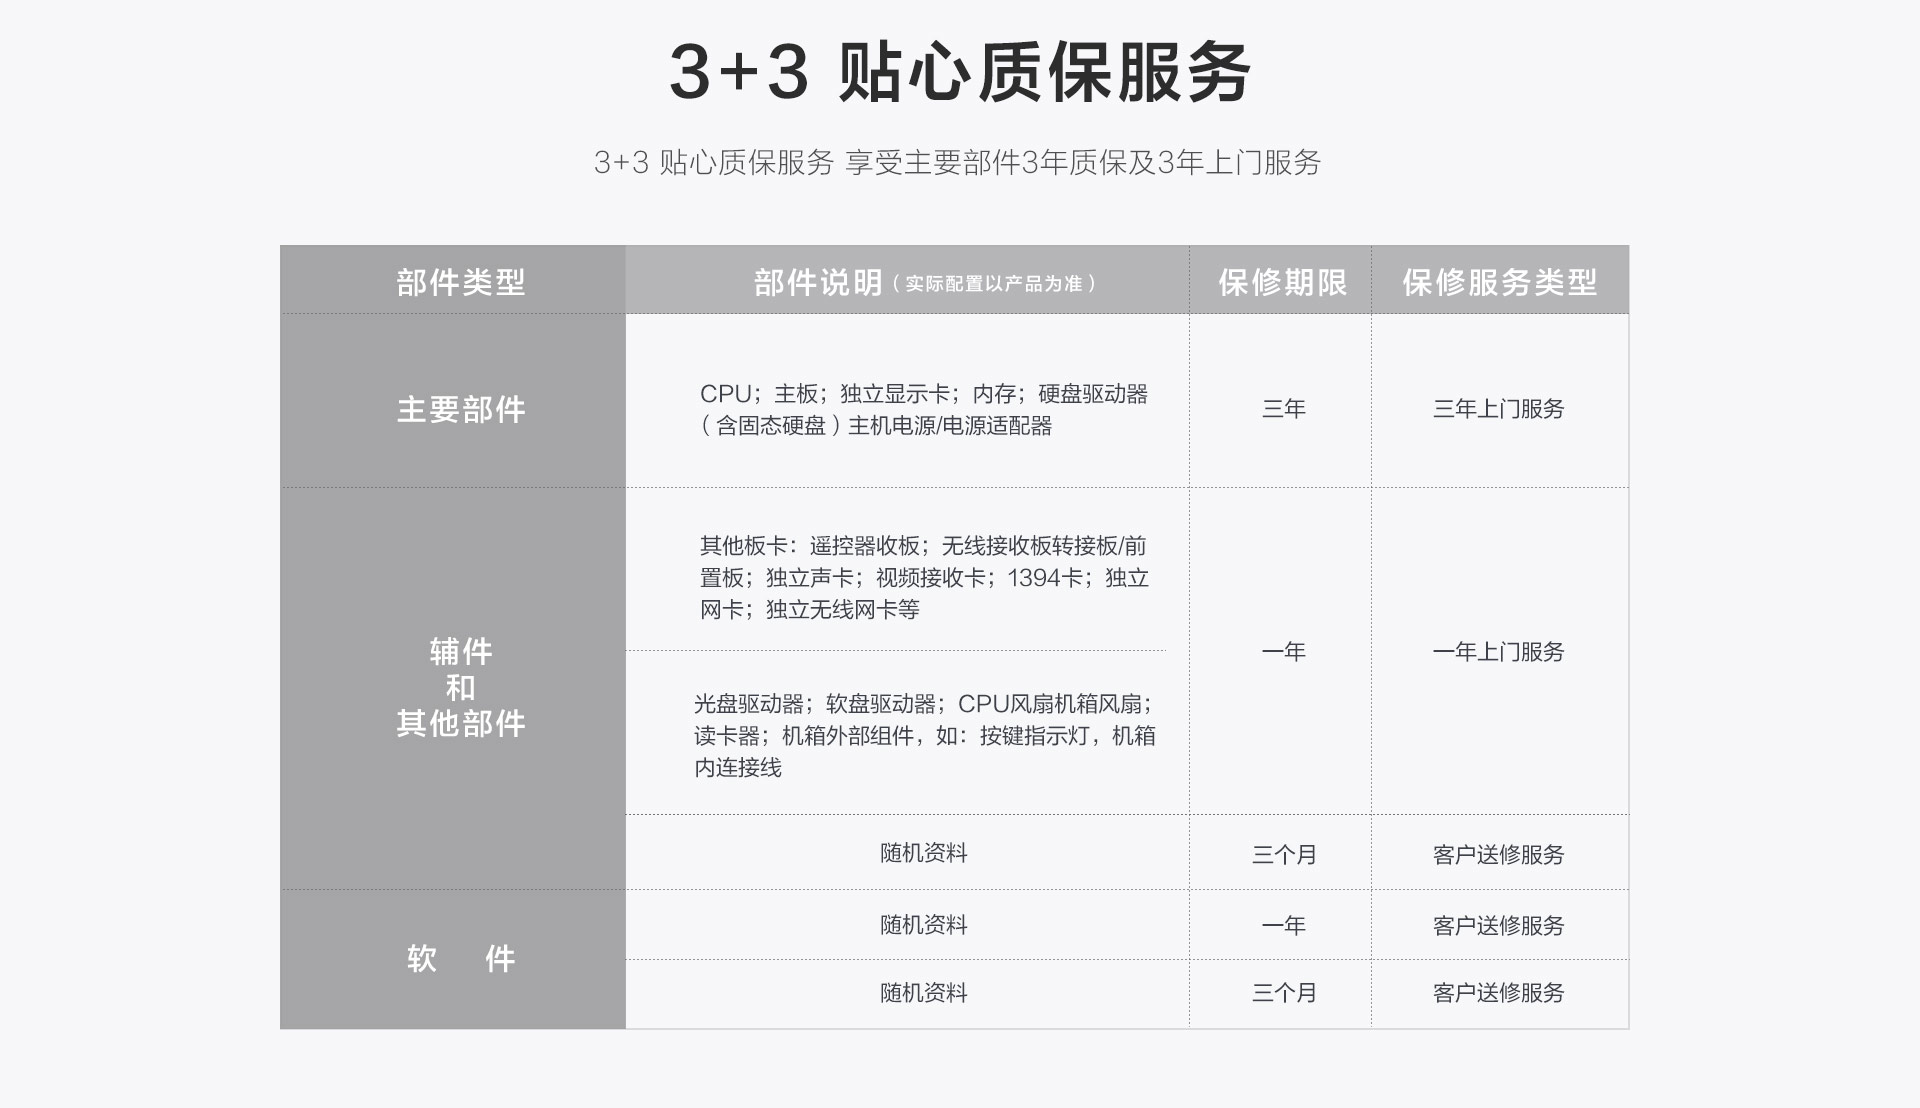 3+3 贴心质保服务
3+3 贴心质保服务 享受主要部件3年质保及3年上门服务
部件类型
部件说明（实际配置以产品为准）
保修期限
保修服务类型
主要部件
CPU；主板；独立显示卡；内存；硬盘驱动器
（含固态硬盘）主机电源/电源适配器
三年
三年上门服务
辅件
和
其他部件
其他板卡：遥控器收板；无线接收板转接板/前
置板；独立声卡；视频接收卡；1394卡；独立
网卡；独立无线网卡等
光盘驱动器；软盘驱动器；CPU风扇机箱风扇；
读卡器；机箱外部组件，如：按键指示灯，机箱
内连接线
一年
一年上门服务
随机资料
三个月
客户送修服务
软 件
随机资料
一年
客户送修服务
随机资料
三个月
客户送修服务